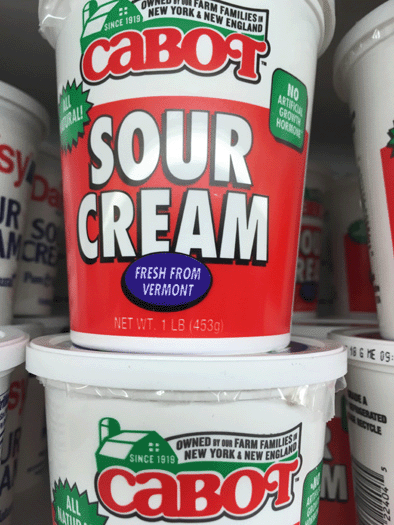 OWNED BY OUR FARM FAMILIES IN
NEW YORK & NEW ENGLAND
SINCE 1919
CABOT
ALL
NATURAL!
NO
ARTIFICIAL
GROWTH
HORMONE
SOUR
CREAM
FRESH FROM
VERMONT
NET WT. 1 LB (453g)
OWNED BY OUR FARM FAMILIES IN
NEW YORK & NEW ENGLAND
SINCE 1919
CABOT
ALL